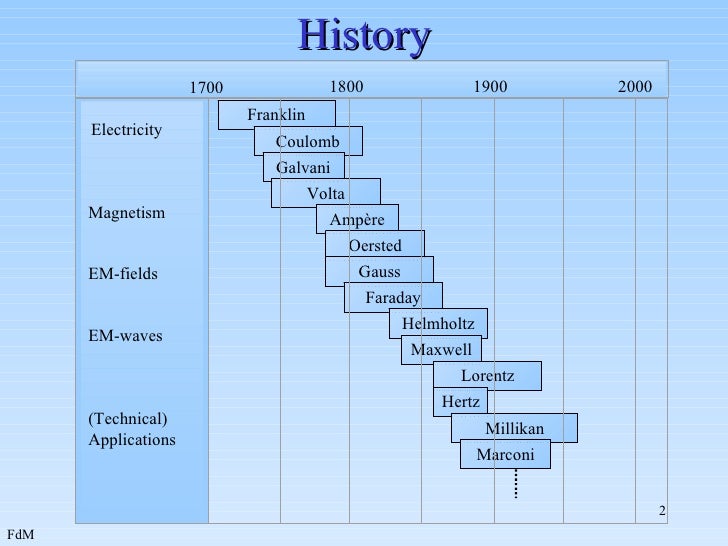 History
1700 1800 1900 2000
Franklin
Electricity
Coulomb
Galvani
Volta
Magnetism
Ampère
Oersted
EM-fields
Gauss
Faraday
Helmholtz
EM-waves
Maxwell
Lorentz
Hertz
(Technical)
Applications
Millikan
Marconi
2
FdM